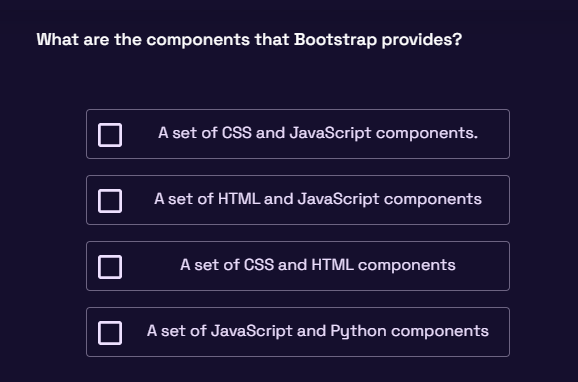 What are the components that Bootstrap provides?
A set of CSS and JavaScript components.
A set of HTML and JavaScript components
A set of CSS and HTML components
A set of JavaScript and Python components